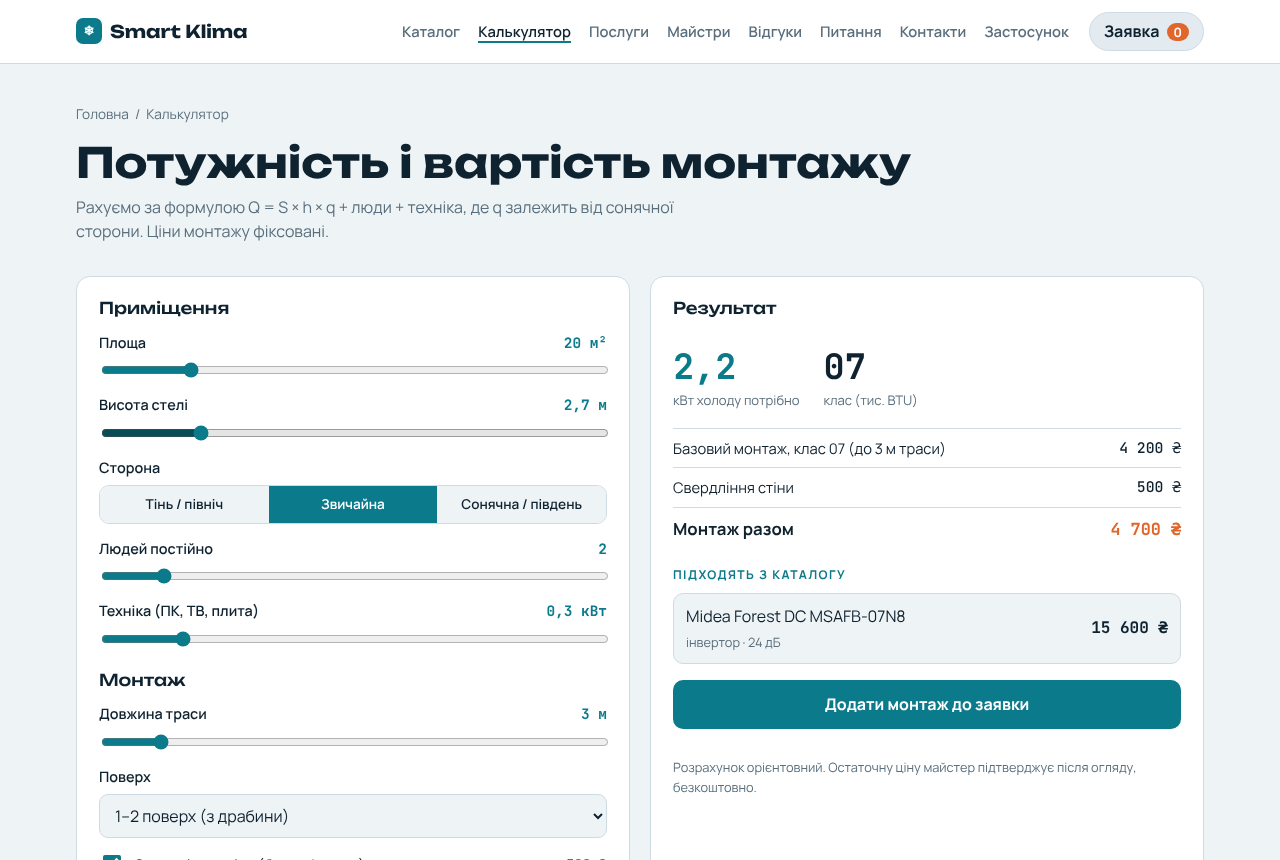 Smart Klima
Каталог
Калькулятор
Послуги
Майстри
Відгуки
Питання
Контакти
Застосунок
Заявка 0
Головна / Калькулятор
Потужність і вартість монтажу
Рахуємо за формулою Q = S × h × q + люди + техніка, де q залежить від сонячної
сторони. Ціни монтажу фіксовані.
Приміщення
Площа 20 м²
Висота стелі 2,7 м
Сторона
Тінь / північ
Звичайна
Сонячна / південь
Людей постійно 2
Техніка (ПК, ТВ, плита) 0,3 кВт
Монтаж
Довжина траси 3 м
Поверх
1–2 поверх (з драбини)
Результат
2,2
кВт холоду потрібно
07
клас (тис. BTU)
Базовий монтаж, клас 07 (до 3 м траси) 4 200 ₴
Свердління стіни 500 ₴
Монтаж разом 4 700 ₴
ПІДХОДЯТЬ З КАТАЛОГУ
Midea Forest DC MSAFB-07N8
інвертор · 24 дБ
15 600 ₴
Додати монтаж до заявки
Розрахунок орієнтовний. Остаточну ціну майстер підтверджує після огляду,
безкоштовно.